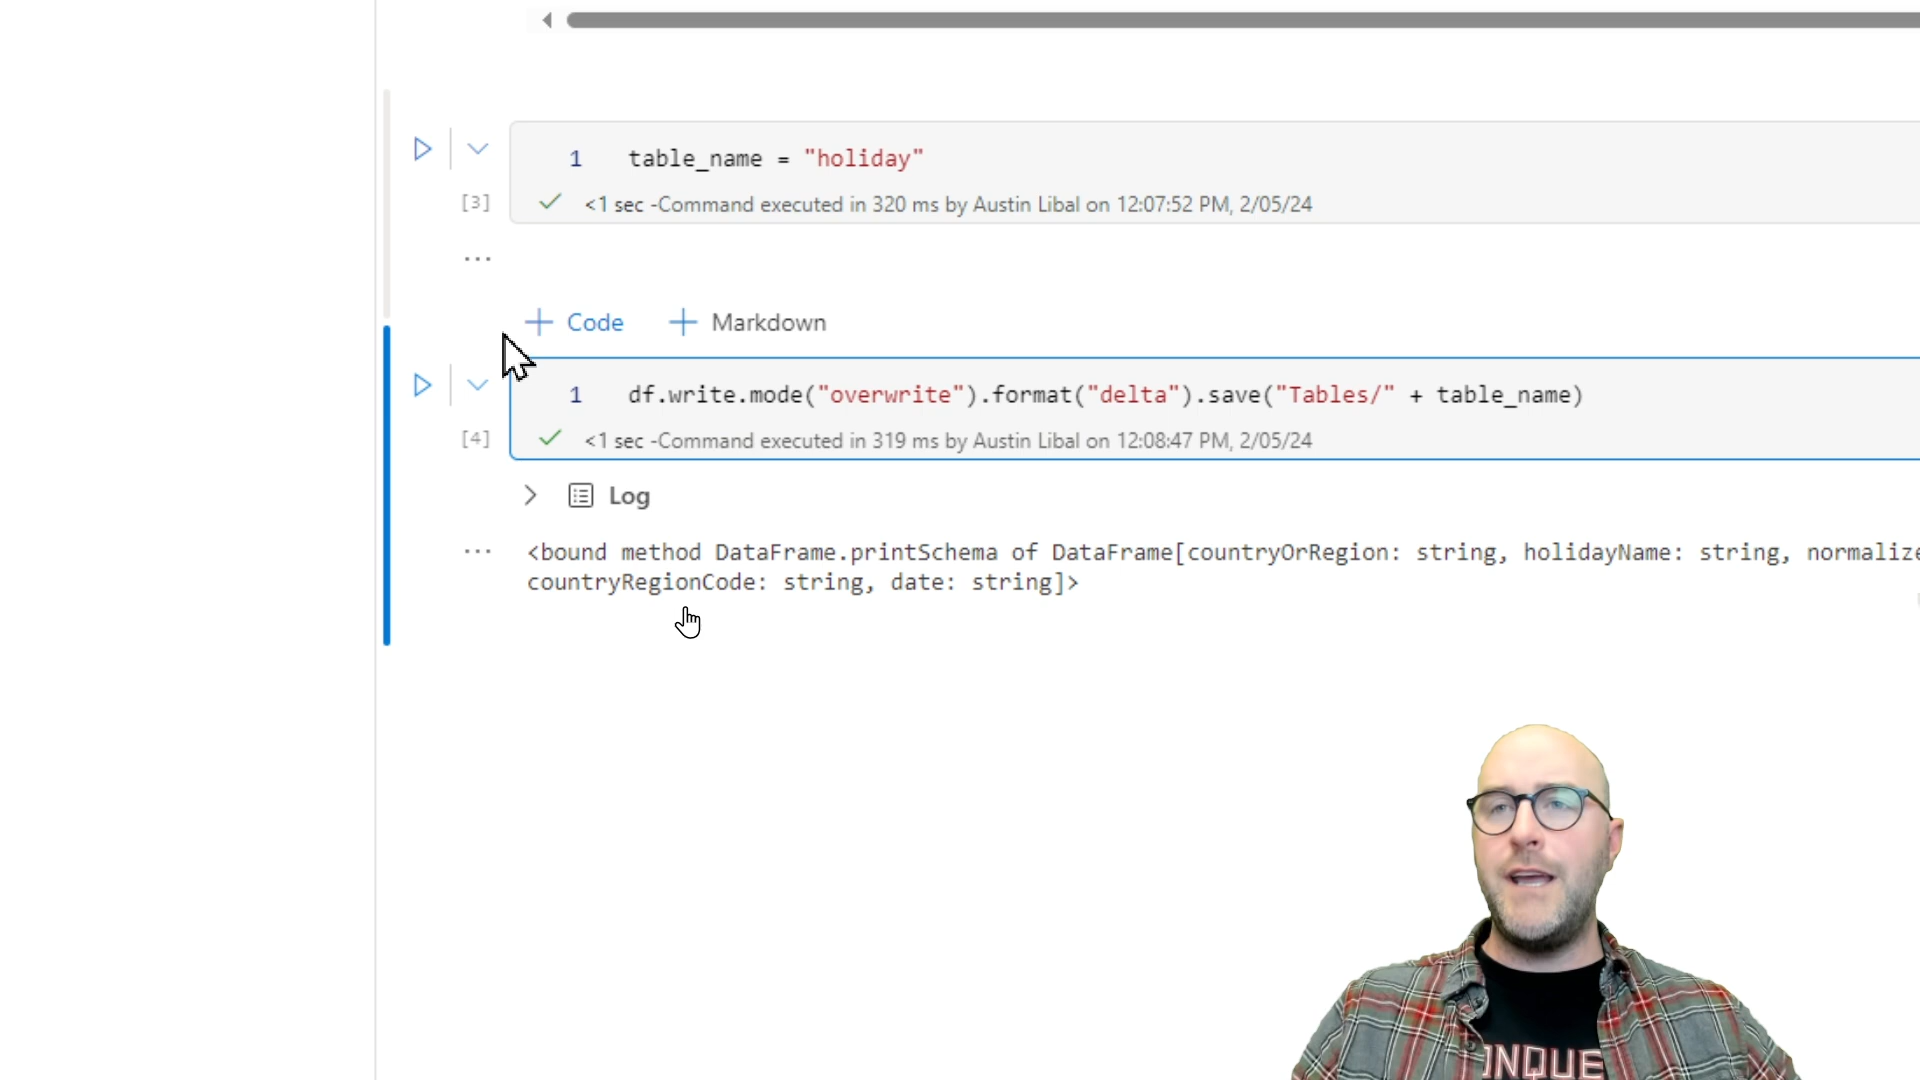 1 table_name = "holiday"
[3] <1 sec -Command executed in 320 ms by Austin Libal on 12:07:52 PM, 2/05/24
...
Code Markdown
1 df.write.mode("overwrite").format("delta").save("Tables/" + table_name)
[4] <1 sec -Command executed in 319 ms by Austin Libal on 12:08:47 PM, 2/05/24
Log
... <bound method DataFrame.printSchema of DataFrame[countryOrRegion: string, holidayName: string, normalize
countryRegionCode: string, date: string]>
ONQUE